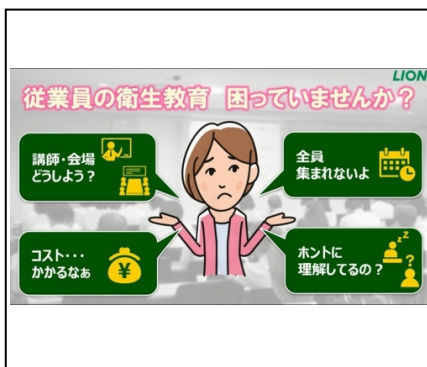 LION
従業員の衛生教育 困っていませんか？
講師・会場
どうしよう？
全員
集まれないよ
コスト・・・
かかるなぁ
¥
ホントに
理解してるの？
zZ
?